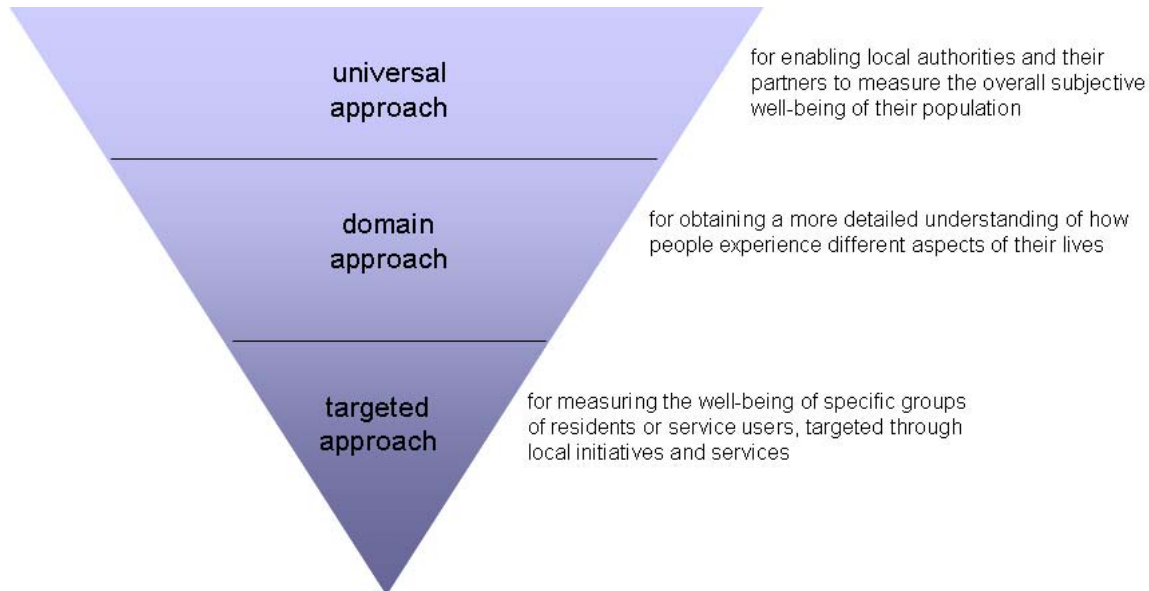 universal
approach
for enabling local authorities and their
partners to measure the overall subjective
well-being of their population
domain
approach
for obtaining a more detailed understanding of how
people experience different aspects of their lives
targeted
approach
for measuring the well-being of specific groups
of residents or service users, targeted through
local initiatives and services